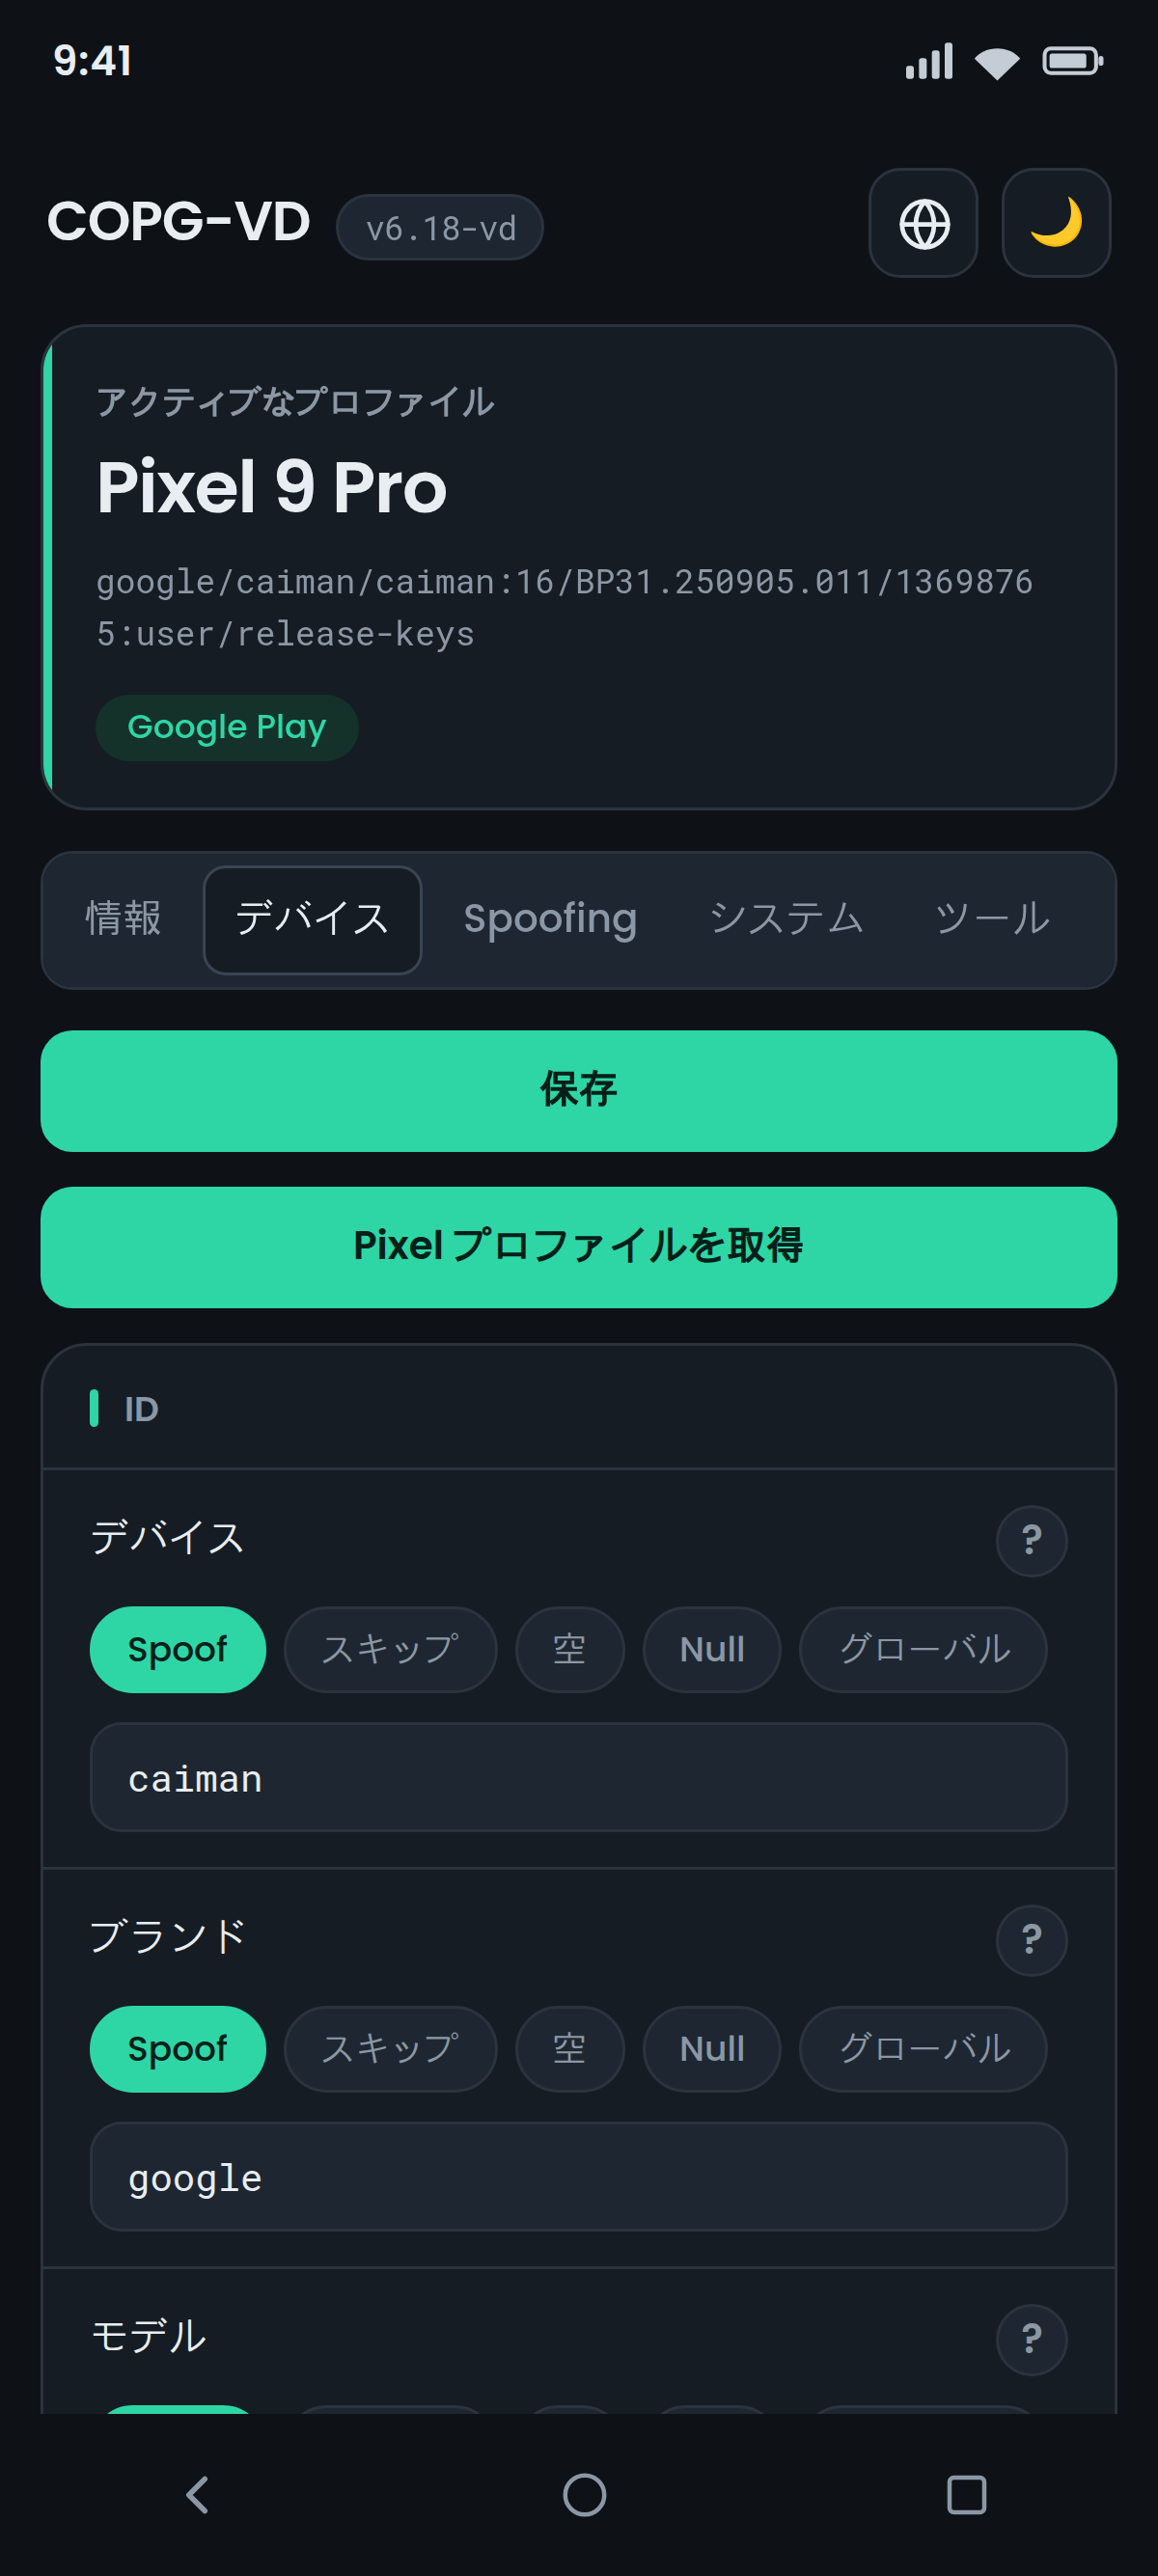 9:41
COPG-VD
v6.18-vd
アクティブなプロファイル
Pixel 9 Pro
google/caiman/caiman:16/BP31.250905.011/1369876
5:user/release-keys
Google Play
情報 デバイス Spoofing システム ツール
保存
Pixel プロファイルを取得
ID
デバイス ?
Spoof スキップ 空 Null グローバル
caiman
ブランド ?
Spoof スキップ 空 Null グローバル
google
モデル ?